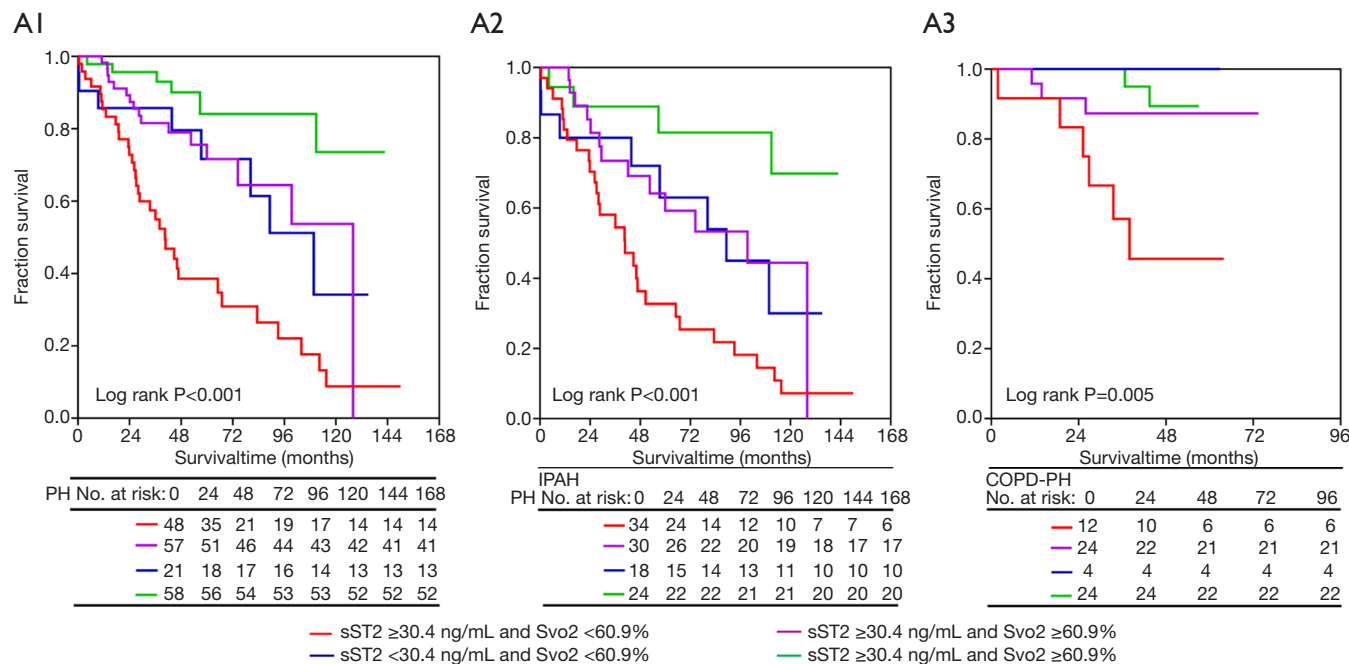 A1
Fraction survival
1.0
0.8
0.6
0.4
0.2
0.0
Log rank P<0.001
0 24 48 72 96 120 144 168
Survivaltime (months)
PH No. at risk: 0 24 48 72 96 120 144 168
48 35 21 19 17 14 14 14
57 51 46 44 43 42 41 41
21 18 17 16 14 13 13 13
58 56 54 53 53 52 52 52
A2
Fraction survival
1.0
0.8
0.6
0.4
0.2
0.0
Log rank P<0.001
0 24 48 72 96 120 144 168
Survivaltime (months)
IPAH
PH No. at risk: 0 24 48 72 96 120 144 168
34 24 14 12 10 7 7 6
30 26 22 20 19 18 17 17
18 15 14 13 11 10 10 10
24 22 22 21 21 20 20 20
A3
Fraction survival
1.0
0.8
0.6
0.4
0.2
0.0
Log rank P=0.005
0 24 48 72 96
Survivaltime (months)
COPD-PH
No. at risk: 0 24 48 72 96
12 10 6 6 6
24 22 21 21 21
4 4 4 4 4
24 24 22 22 22
sST2 ≥30.4 ng/mL and Svo2 <60.9%
sST2 ≥30.4 ng/mL and Svo2 ≥60.9%
sST2 <30.4 ng/mL and Svo2 <60.9%
sST2 ≥30.4 ng/mL and Svo2 ≥60.9%